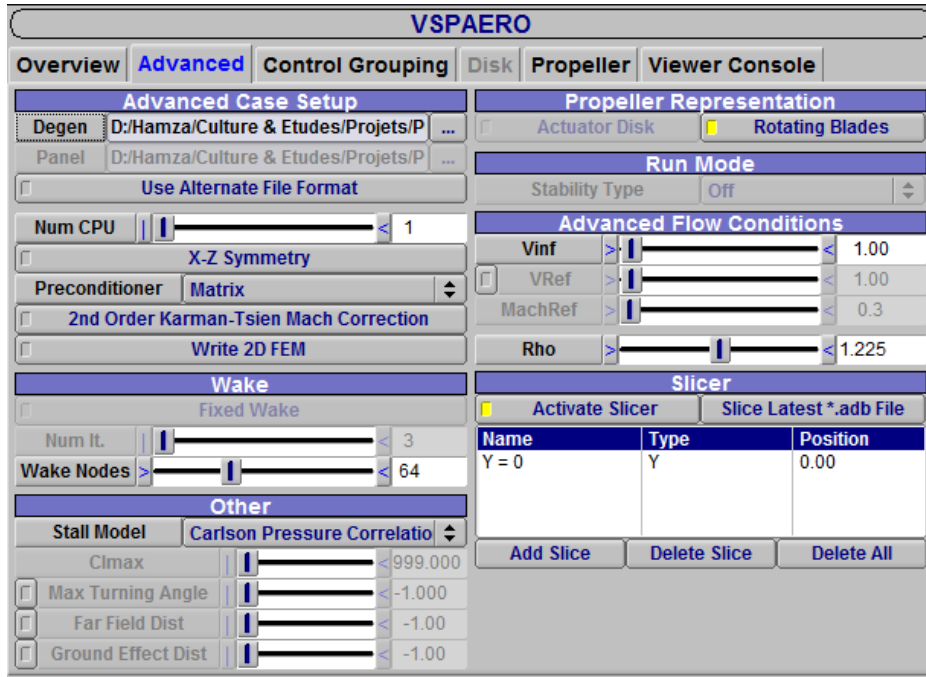 VSPAERO
Overview Advanced Control Grouping Disk Propeller Viewer Console
Advanced Case Setup
Degen D:/Hamza/Culture & Etudes/Projets/P ...
Panel D:/Hamza/Culture & Etudes/Projets/P ...
Use Alternate File Format
Num CPU | < 1
X-Z Symmetry
Preconditioner Matrix
2nd Order Karman-Tsien Mach Correction
Write 2D FEM
Wake
Fixed Wake
Num It. | < 3
Wake Nodes > < 64
Other
Stall Model Carlson Pressure Correlatio
Clmax | < 999.000
Max Turning Angle | < -1.000
Far Field Dist | < -1.00
Ground Effect Dist | < -1.00
Propeller Representation
Actuator Disk Rotating Blades
Run Mode
Stability Type Off
Advanced Flow Conditions
Vinf > < 1.00
VRef > < 1.00
MachRef > < 0.3
Rho > < 1.225
Slicer
Activate Slicer Slice Latest *.adb File
Name Type Position
Y = 0 Y 0.00
Add Slice Delete Slice Delete All